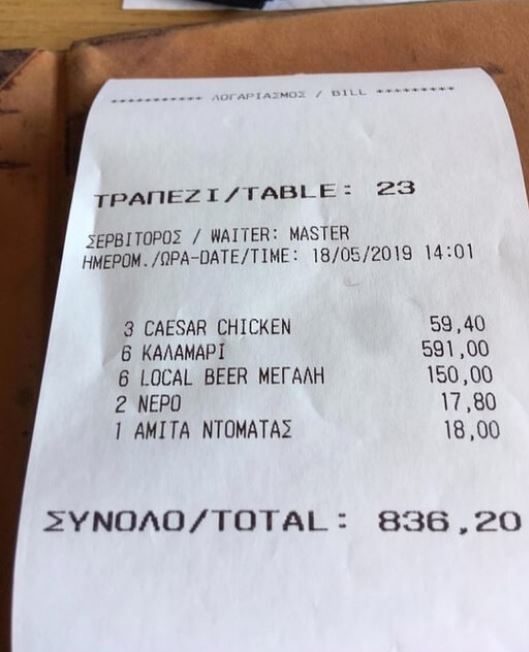 *********** ΛΟΓΑΡΙΑΣΜΟΣ / BILL *********
ΤΡΑΠΕΖΙ/TABLE: 23
ΣΕΡΒΙΤΟΡΟΣ / WAITER: MASTER
ΗΜΕΡΟΜ./ΩΡΑ-DATE/TIME: 18/05/2019 14:01
3 CAESAR CHICKEN 59,40
6 ΚΑΛΑΜΑΡΙ 591,00
6 LOCAL BEER ΜΕΓΑΛΗ 150,00
2 ΝΕΡΟ 17,80
1 ΑΜΙΤΑ ΝΤΟΜΑΤΑΣ 18,00
ΣΥΝΟΛΟ/TOTAL: 836,20